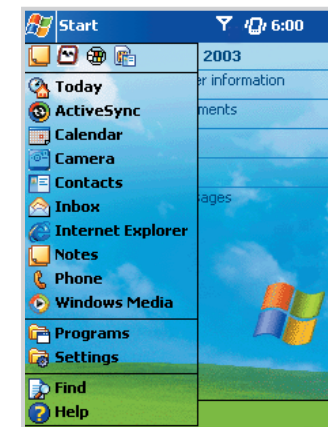 Start 6:00
2003
Today
er information
ActiveSync
ments
Calendar
Camera
Contacts
Inbox
sages
Internet Explorer
Notes
Phone
Windows Media
Programs
Settings
Find
Help